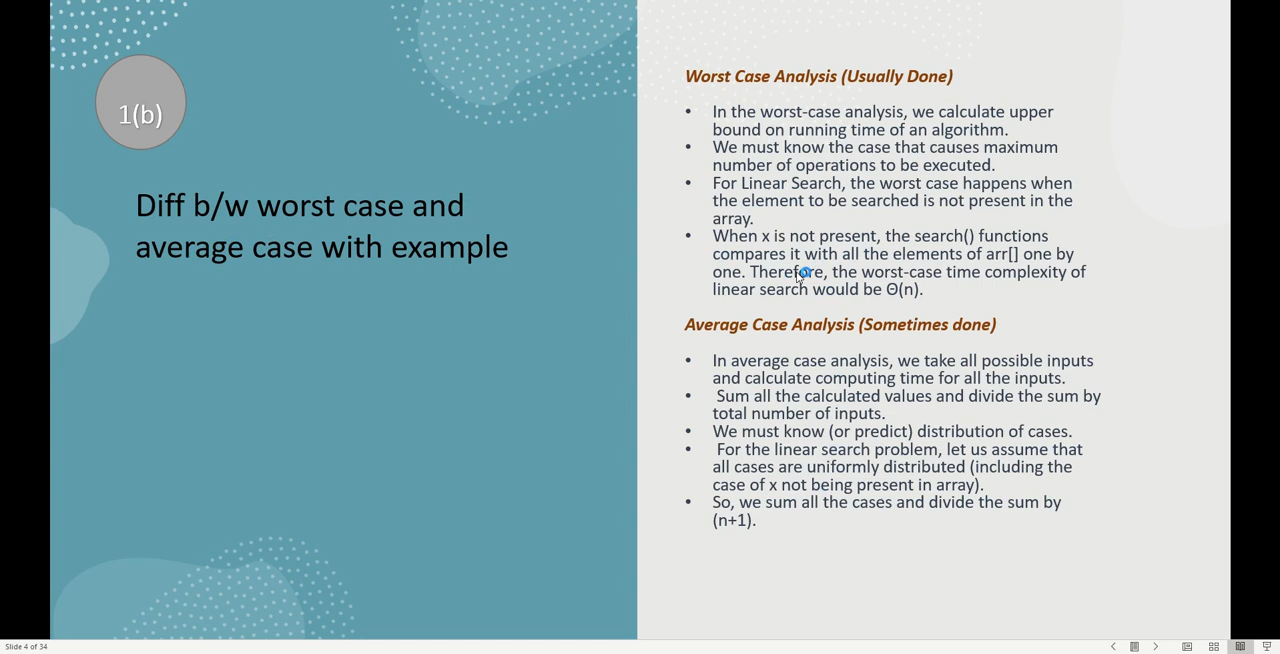 1(b)
Diff b/w worst case and
average case with example
Worst Case Analysis (Usually Done)
• In the worst-case analysis, we calculate upper
bound on running time of an algorithm.
• We must know the case that causes maximum
number of operations to be executed.
• For Linear Search, the worst case happens when
the element to be searched is not present in the
array.
• When x is not present, the search() functions
compares it with all the elements of arr[] one by
one. Therefore, the worst-case time complexity of
linear search would be Θ(n).
Average Case Analysis (Sometimes done)
• In average case analysis, we take all possible inputs
and calculate computing time for all the inputs.
• Sum all the calculated values and divide the sum by
total number of inputs.
• We must know (or predict) distribution of cases.
• For the linear search problem, let us assume that
all cases are uniformly distributed (including the
case of x not being present in array).
• So, we sum all the cases and divide the sum by
(n+1).
Slide 4 of 34